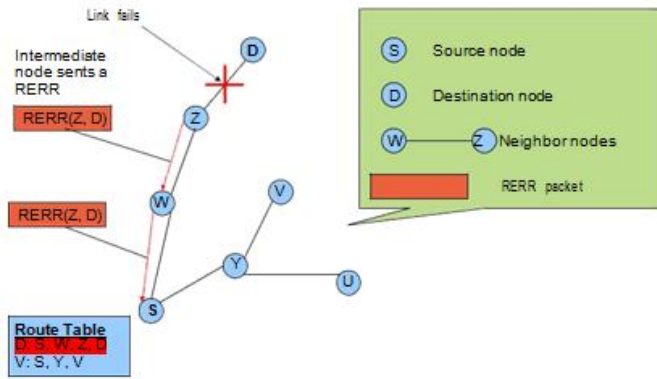 Link fails
D
Intermediate
node sents a
RERR
Z
RERR(Z, D)
W
V
RERR(Z, D)
Y
U
S
Route Table
D: S, W, Z, D
V: S, Y, V
S Source node
D Destination node
W Z Neighbor nodes
RERR packet